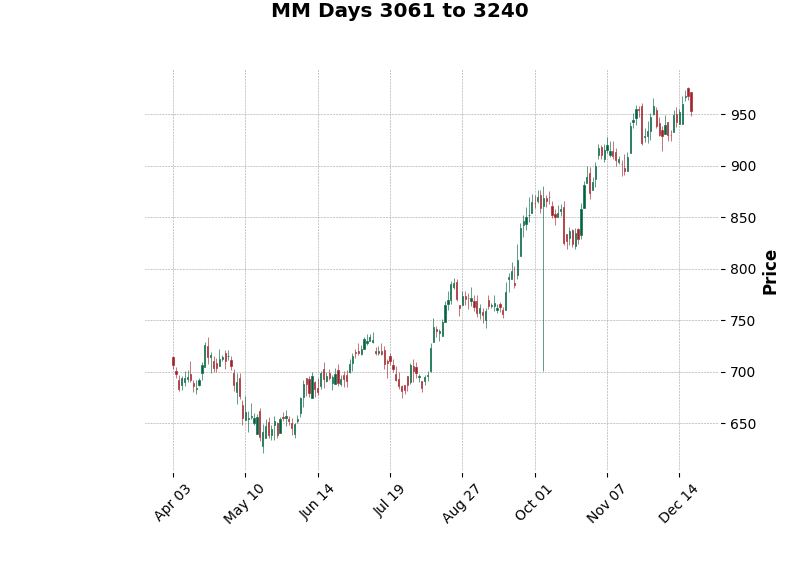 MM Days 3061 to 3240
950
900
850
800
750
700
650
Price
Apr 03
May 10
Jun 14
Jul 19
Aug 27
Oct 01
Nov 07
Dec 14